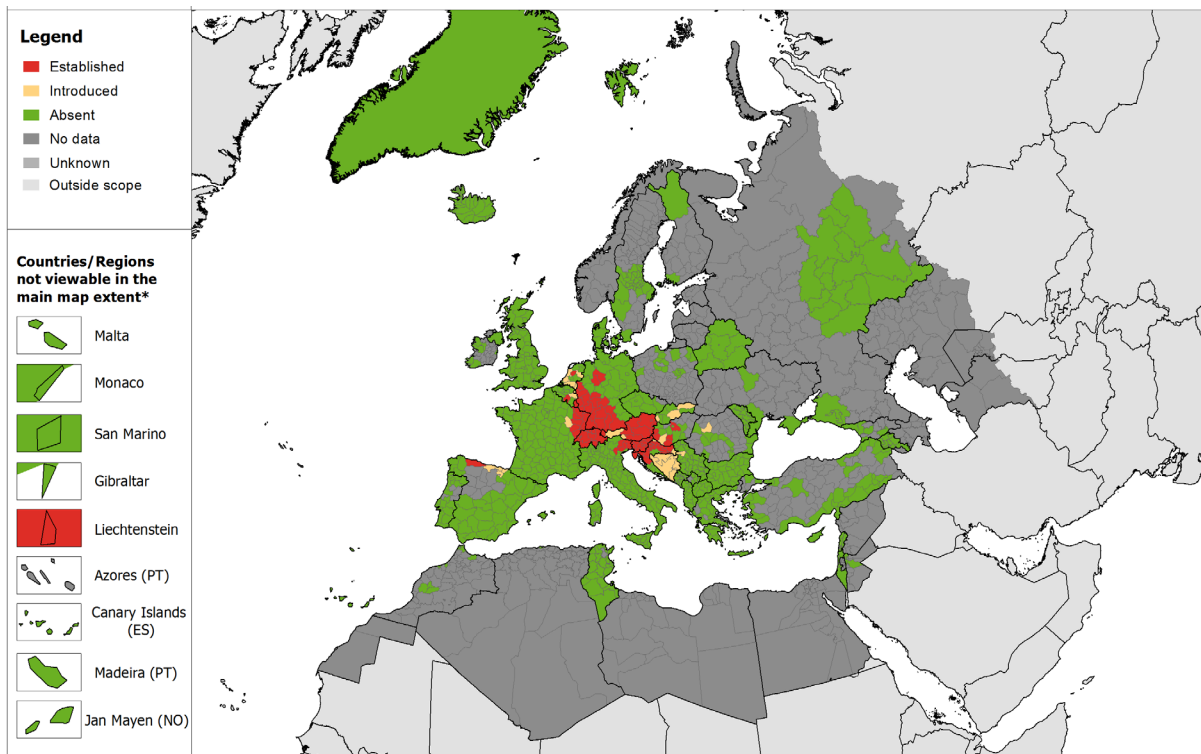 Legend
Established
Introduced
Absent
No data
Unknown
Outside scope
Countries/Regions
not viewable in the
main map extent*
Malta
Monaco
San Marino
Gibraltar
Liechtenstein
Azores (PT)
Canary Islands
(ES)
Madeira (PT)
Jan Mayen (NO)